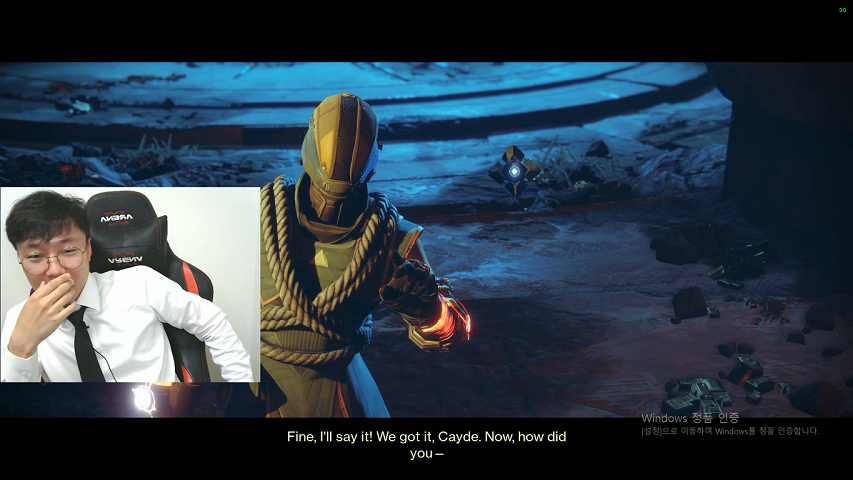 30
Windows 정품 인증
[설정]으로 이동하여 Windows를 정품 인증합니다.
Fine, I'll say it! We got it, Cayde. Now, how did
you —